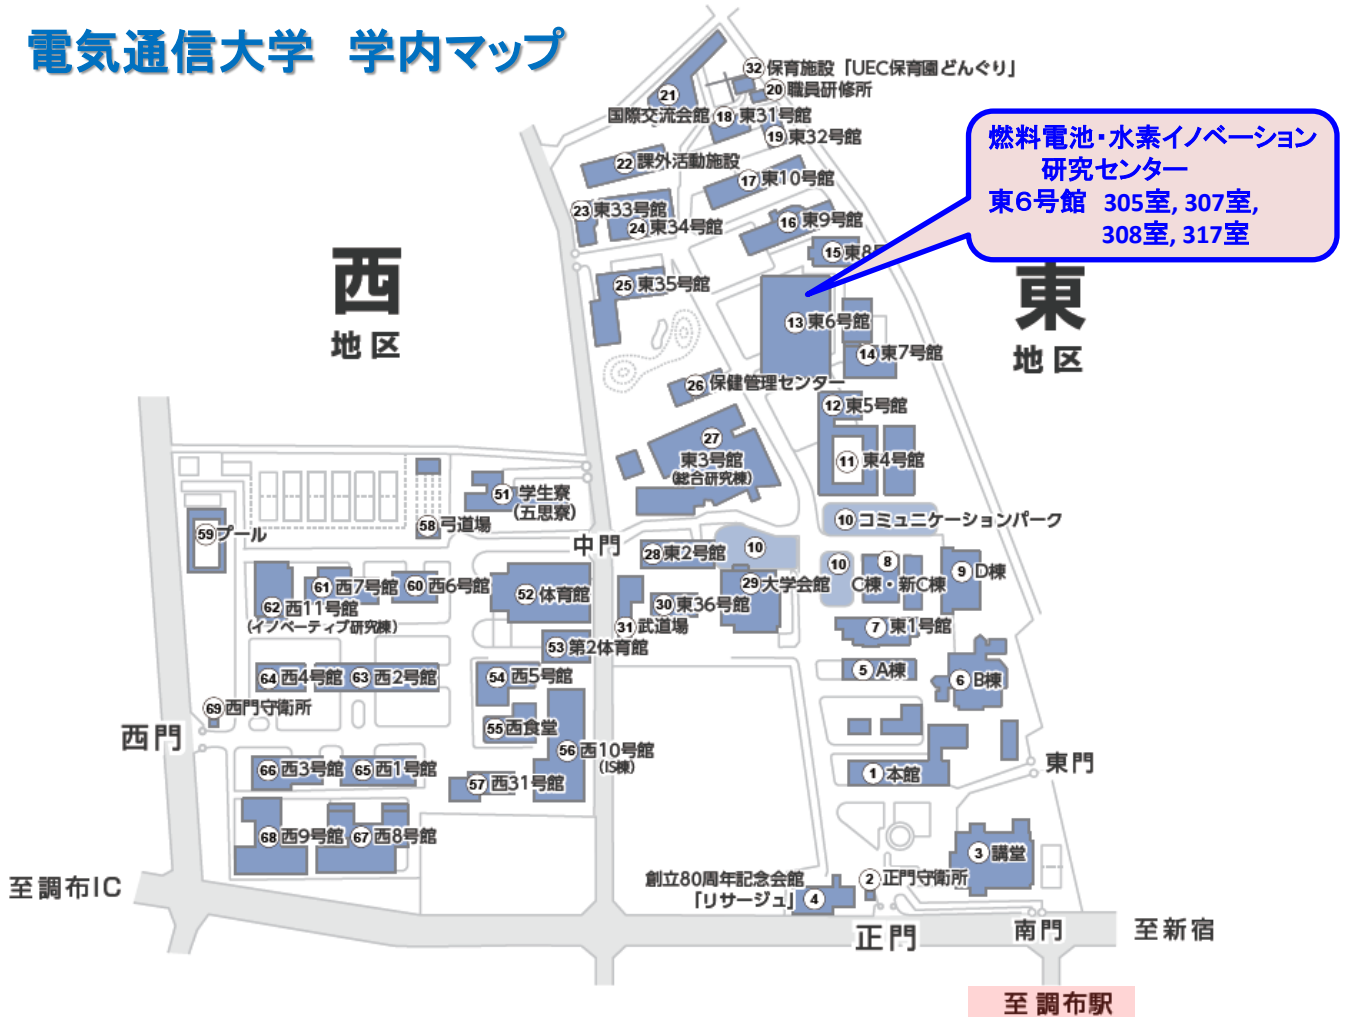 電気通信大学 学内マップ
32 保育施設「UEC保育園どんぐり」
20 職員研修所
21
国際交流会館
18 東31号館
19 東32号館
燃料電池・水素イノベーション
研究センター
東6号館 305室, 307室,
308室, 317室
22 課外活動施設
17 東10号館
23 東33号館
24 東34号館
16 東9号館
15 東8号
西
地区
東
地区
25 東35号館
13 東6号館
14 東7号館
26 保健管理センター
12 東5号館
27
東3号館
(総合研究棟)
11 東4号館
51 学生寮
(五思寮)
58 弓道場
59 プール
中門
10 コミュニケーションパーク
28 東2号館
10
10
8
C棟・新C棟
9 D棟
29 大学会館
62 西11号館
(イノベーティブ研究棟)
61 西7号館
60 西6号館
52 体育館
30 東36号館
31 武道場
7 東1号館
53 第2体育館
64 西4号館
63 西2号館
54 西5号館
5 A棟
6 B棟
69 西門守衛所
西門
55 西食堂
56 西10号館
(IS棟)
66 西3号館
65 西1号館
57 西31号館
1 本館
東門
68 西9号館
67 西8号館
3 講堂
至調布IC
創立80周年記念会館
「リサージュ」
4
2 正門守衛所
正門
南門
至新宿
至 調布駅